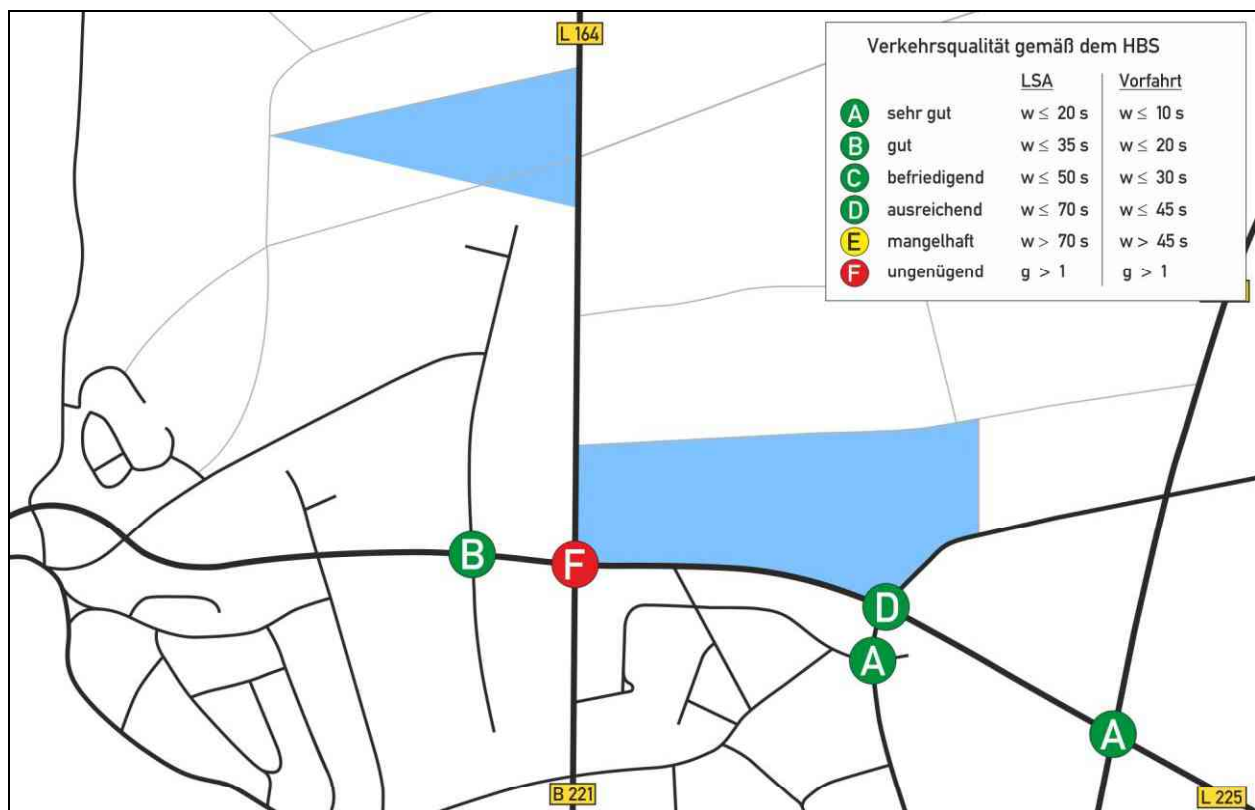 L 164
Verkehrsqualität gemäß dem HBS
LSA Vorfahrt
A sehr gut w ≤ 20 s w ≤ 10 s
B gut w ≤ 35 s w ≤ 20 s
C befriedigend w ≤ 50 s w ≤ 30 s
D ausreichend w ≤ 70 s w ≤ 45 s
E mangelhaft w > 70 s w > 45 s
F ungenügend g > 1 g > 1
B
F
D
A
A
B 221
L 225